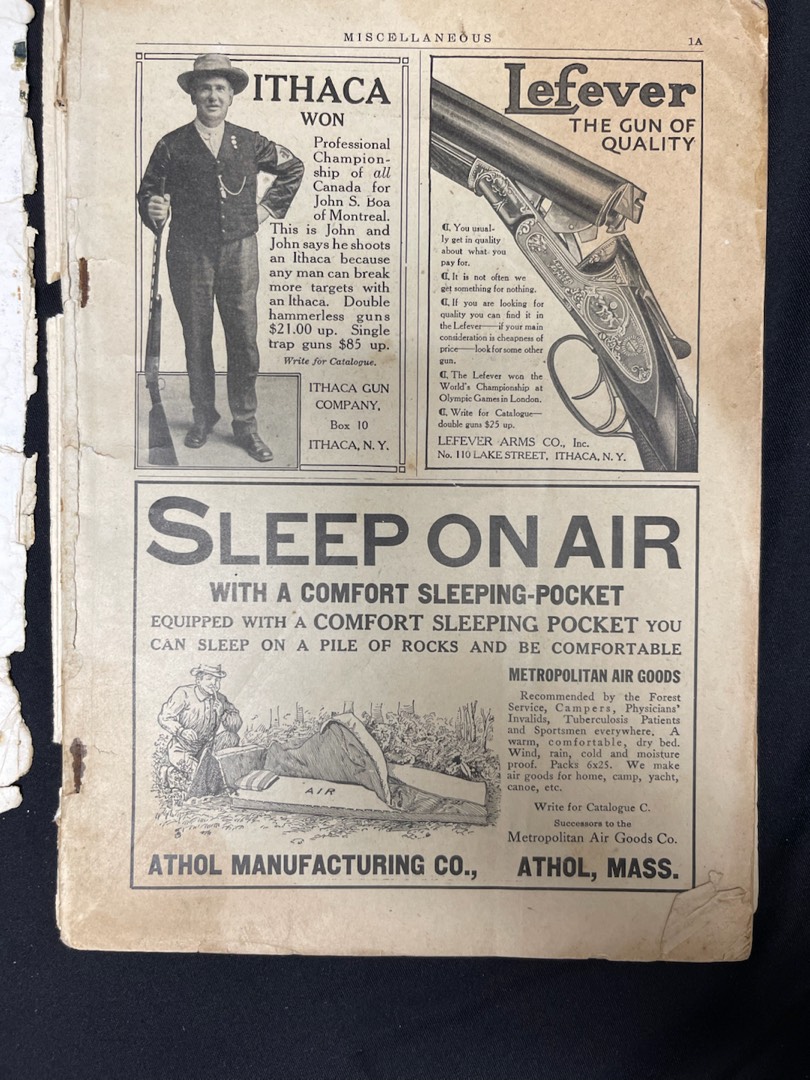 MISCELLANEOUS
1A
ITHACA
WON
Professional
Champion-
ship of all
Canada for
John S. Boa
of Montreal.
This is John and
John says he shoots
an Ithaca because
any man can break
more targets with
an Ithaca. Double
hammerless guns
$21.00 up. Single
trap guns $85 up.
Write for Catalogue.
ITHACA GUN
COMPANY,
Box 10
ITHACA, N. Y.
Lefever
THE GUN OF
QUALITY
₡. You usual-
ly get in quality
about what you
pay for.
₡. It is not often we
get something for nothing.
₡. If you are looking for
quality you can find it in
the Lefever—if your main
consideration is cheapness of
price—look for some other
gun.
₡. The Lefever won the
World's Championship at
Olympic Games in London.
₡. Write for Catalogue—
double guns $25 up.
LEFEVER ARMS CO., Inc.
No. 110 LAKE STREET, ITHACA, N. Y.
SLEEP ON AIR
WITH A COMFORT SLEEPING-POCKET
EQUIPPED WITH A COMFORT SLEEPING POCKET YOU
CAN SLEEP ON A PILE OF ROCKS AND BE COMFORTABLE
METROPOLITAN AIR GOODS
Recommended by the Forest
Service, Campers, Physicians'
Invalids, Tuberculosis Patients
and Sportsmen everywhere. A
warm, comfortable, dry bed.
Wind, rain, cold and moisture
proof. Packs 6x25. We make
air goods for home, camp, yacht,
canoe, etc.
Write for Catalogue C.
Successors to the
Metropolitan Air Goods Co.
AIR
ATHOL MANUFACTURING CO., ATHOL, MASS.